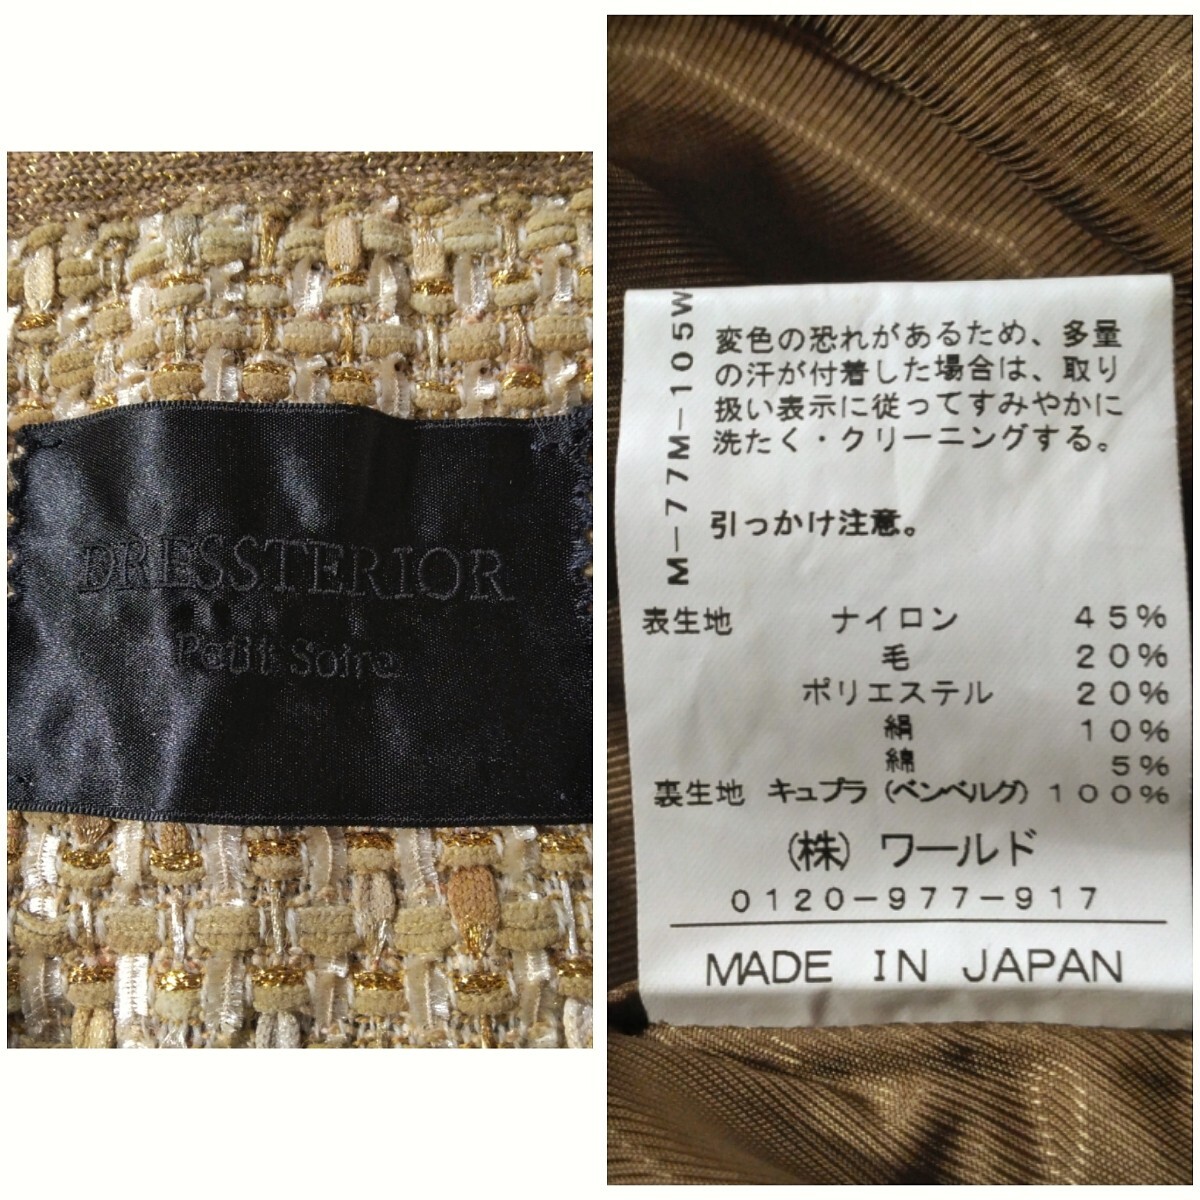 DRESSTERIOR
Petit Soire
M-77M-105W
変色の恐れがあるため、多量
の汗が付着した場合は、取り
扱い表示に従ってすみやかに
洗たく・クリーニングする。
引っかけ注意。
表生地 ナイロン 45%
毛 20%
ポリエステル 20%
絹 10%
綿 5%
裏生地 キュプラ(ベンベルグ) 100%
(株)ワールド
0120-977-917
MADE IN JAPAN